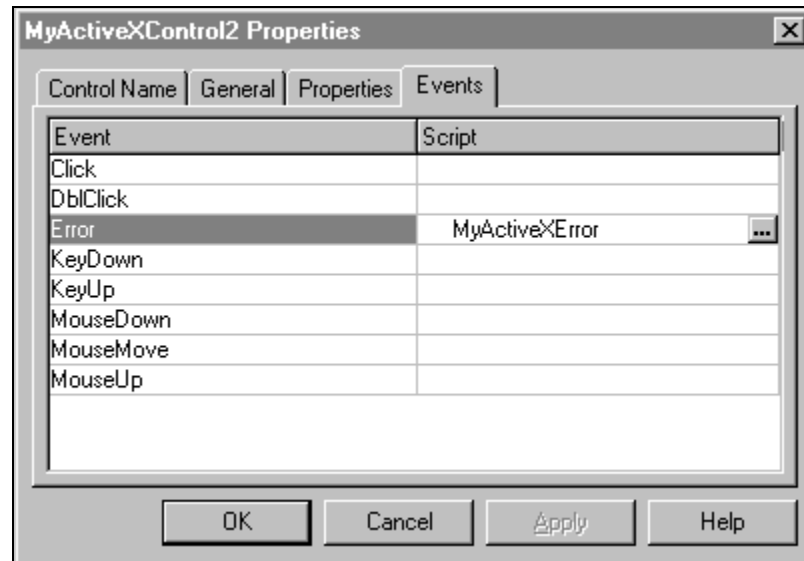 MyActiveXControl2 Properties
Control Name General Properties Events
Event Script
Click
DblClick
Error MyActiveXError ...
KeyDown
KeyUp
MouseDown
MouseMove
MouseUp
OK Cancel Apply Help